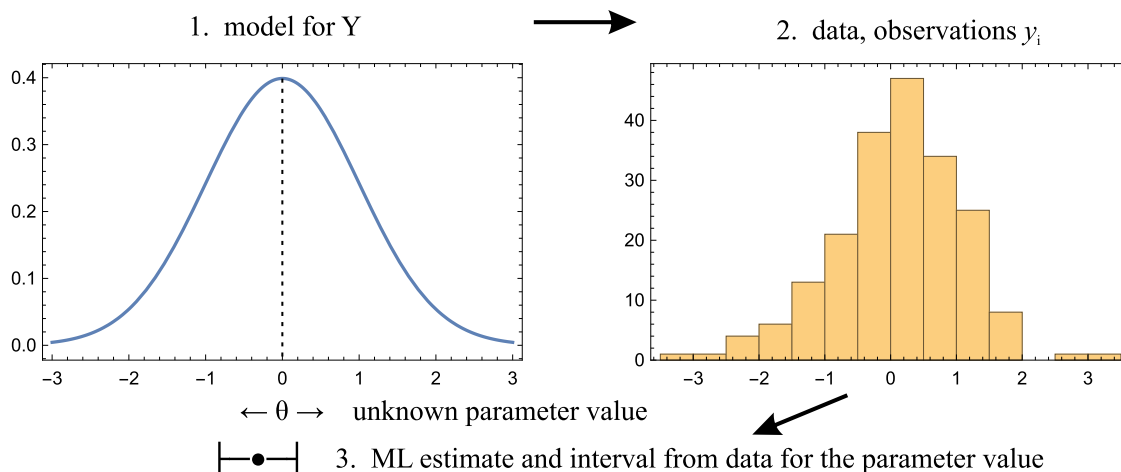 1. model for Y
2. data, observations yᵢ
0.4
0.3
0.2
0.1
0.0
−3 −2 −1 0 1 2 3
40
30
20
10
0
−3 −2 −1 0 1 2 3
← θ → unknown parameter value
3. ML estimate and interval from data for the parameter value